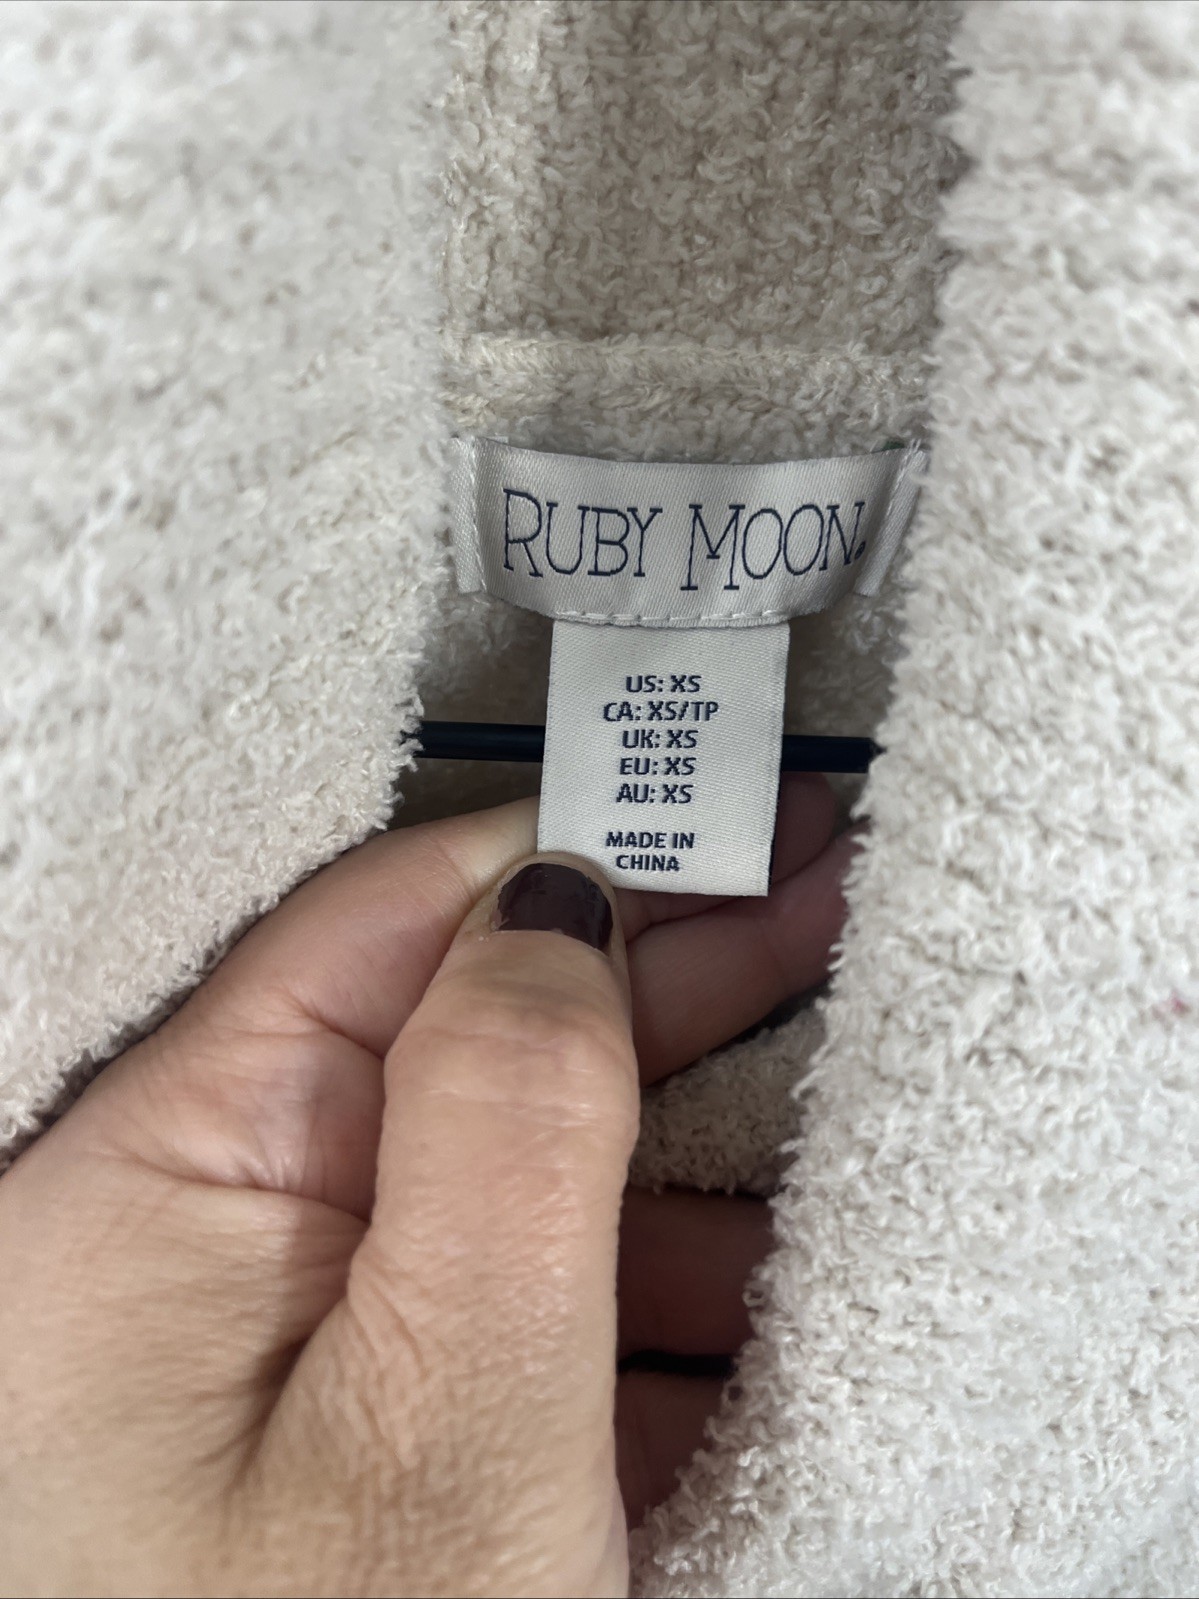 RUBY MOON.
US: XS
CA: XS/TP
UK: XS
EU: XS
AU: XS
MADE IN
CHINA